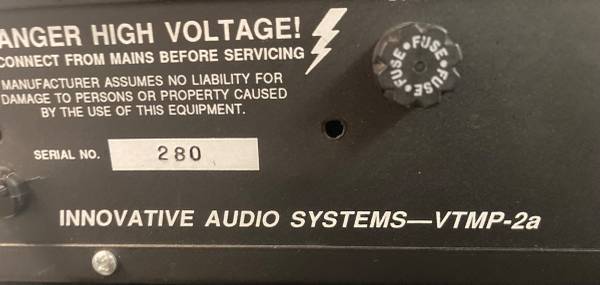 ANGER HIGH VOLTAGE!
CONNECT FROM MAINS BEFORE SERVICING
MANUFACTURER ASSUMES NO LIABILITY FOR
DAMAGE TO PERSONS OR PROPERTY CAUSED
BY THE USE OF THIS EQUIPMENT.
FUSE • FUSE • FUSE •
SERIAL NO. 280
INNOVATIVE AUDIO SYSTEMS—VTMP-2a